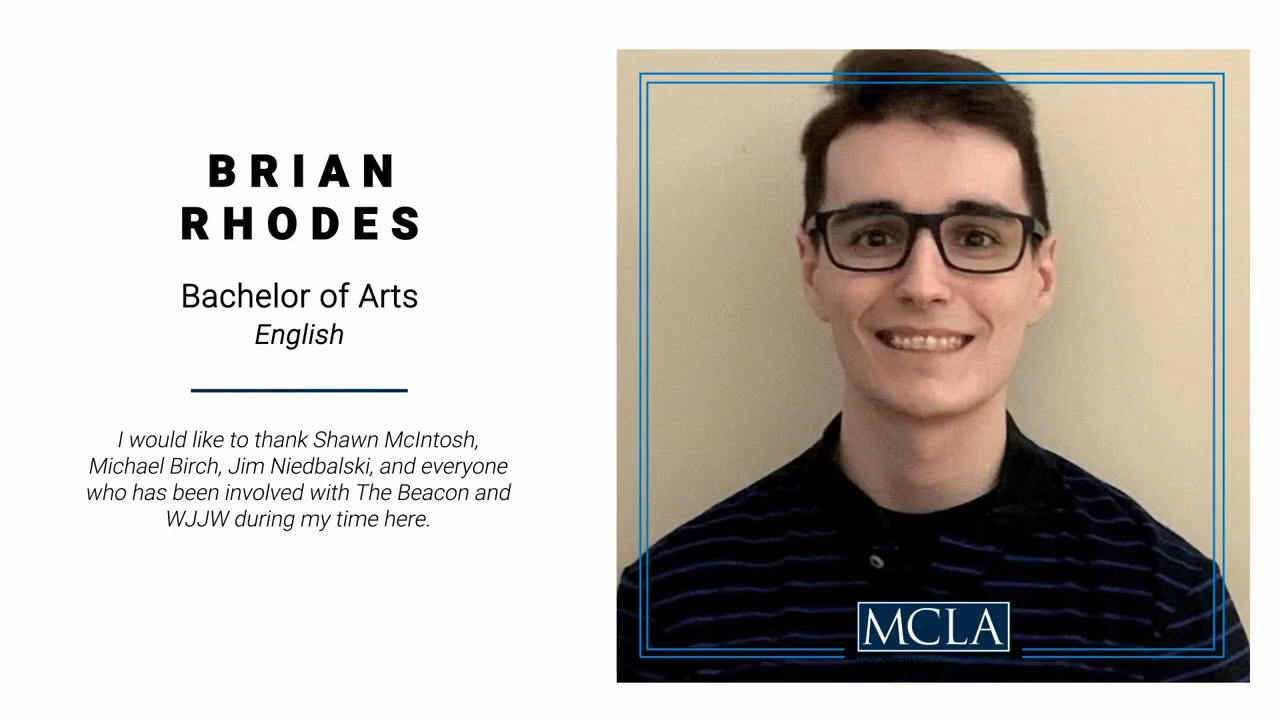 BRIAN
RHODES
Bachelor of Arts
English
I would like to thank Shawn McIntosh,
Michael Birch, Jim Niedbalski, and everyone
who has been involved with The Beacon and
WJJW during my time here.
MCLA